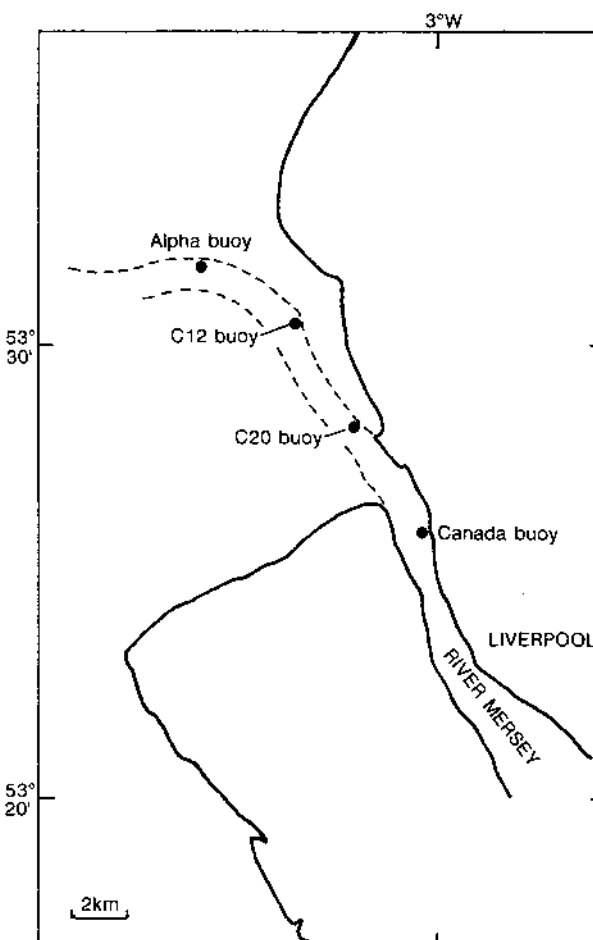 3°W
Alpha buoy
53°
30'
C12 buoy
C20 buoy
Canada buoy
LIVERPOOL
RIVER MERSEY
53°
20'
2km